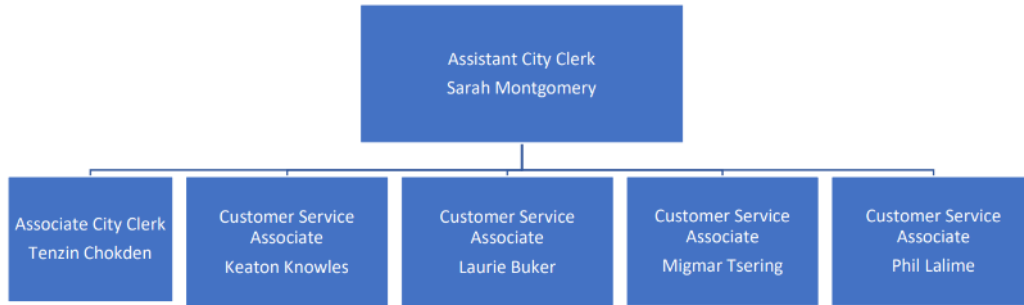 Assistant City Clerk
Sarah Montgomery
Associate City Clerk
Tenzin Chokden
Customer Service
Associate
Keaton Knowles
Customer Service
Associate
Laurie Buker
Customer Service
Associate
Migmar Tsering
Customer Service
Associate
Phil Lalime